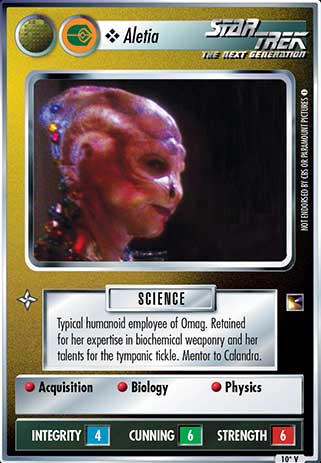 ❖ Aletia
STAR TREK
THE NEXT GENERATION
NOT ENDORSED BY CBS OR PARAMOUNT PICTURES
SCIENCE
Typical humanoid employee of Omag. Retained
for her expertise in biochemical weaponry and her
talents for the tympanic tickle. Mentor to Calandra.
Acquisition Biology Physics
INTEGRITY 4 CUNNING 6 STRENGTH 6
10* V